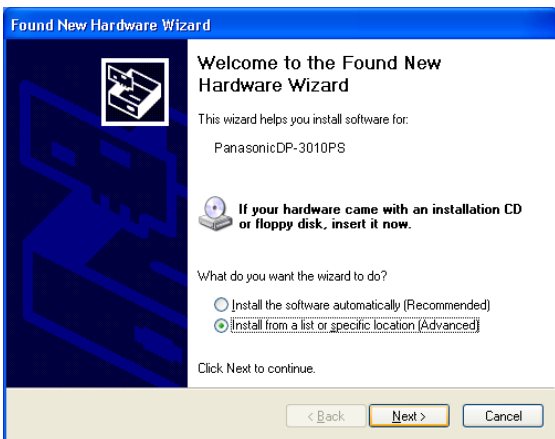 Found New Hardware Wizard
Welcome to the Found New
Hardware Wizard
This wizard helps you install software for:
PanasonicDP-3010PS
If your hardware came with an installation CD
or floppy disk, insert it now.
What do you want the wizard to do?
Install the software automatically (Recommended)
Install from a list or specific location (Advanced)
Click Next to continue.
< Back Next > Cancel